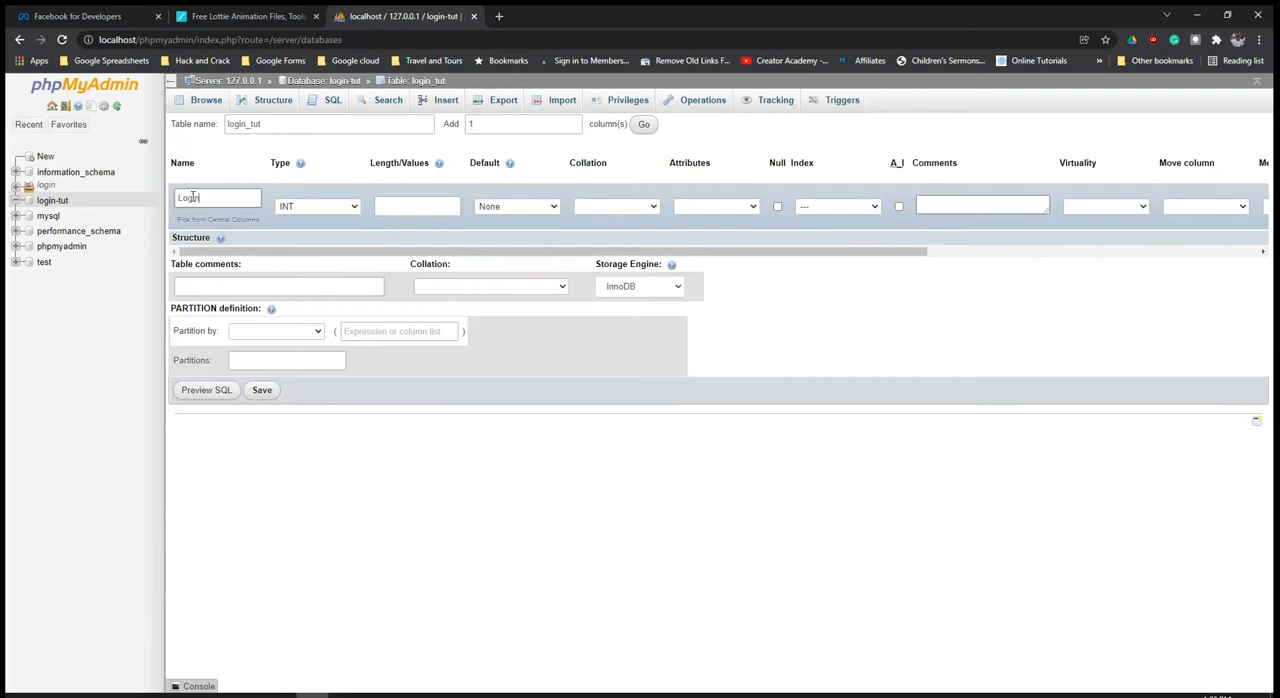 Facebook for Developers
Free Lottie Animation Files, Tools
localhost / 127.0.0.1 / login-tut |
localhost/phpmyadmin/index.php?route=/server/databases
Apps
Google Spreadsheets
Hack and Crack
Google Forms
Google cloud
Travel and Tours
Bookmarks
Sign in to Members...
Remove Old Links F...
Creator Academy -...
Affiliates
Children's Sermons...
Online Tutorials
»
Other bookmarks
Reading list
phpMyAdmin
Server: 127.0.0.1 » Database: login-tut » Table: login_tut
Browse
Structure
SQL
Search
Insert
Export
Import
Privileges
Operations
Tracking
Triggers
Recent
Favorites
Table name: login_tut Add 1 column(s) Go
New
information_schema
login
login-tut
mysql
performance_schema
phpmyadmin
test
Name Type Length/Values Default Collation Attributes Null Index A_I Comments Virtuality Move column Me
Login INT None ---
Pick from Central Columns
Structure
Table comments: Collation: Storage Engine:
InnoDB
PARTITION definition:
Partition by: ( Expression or column list )
Partitions:
Preview SQL Save
Console